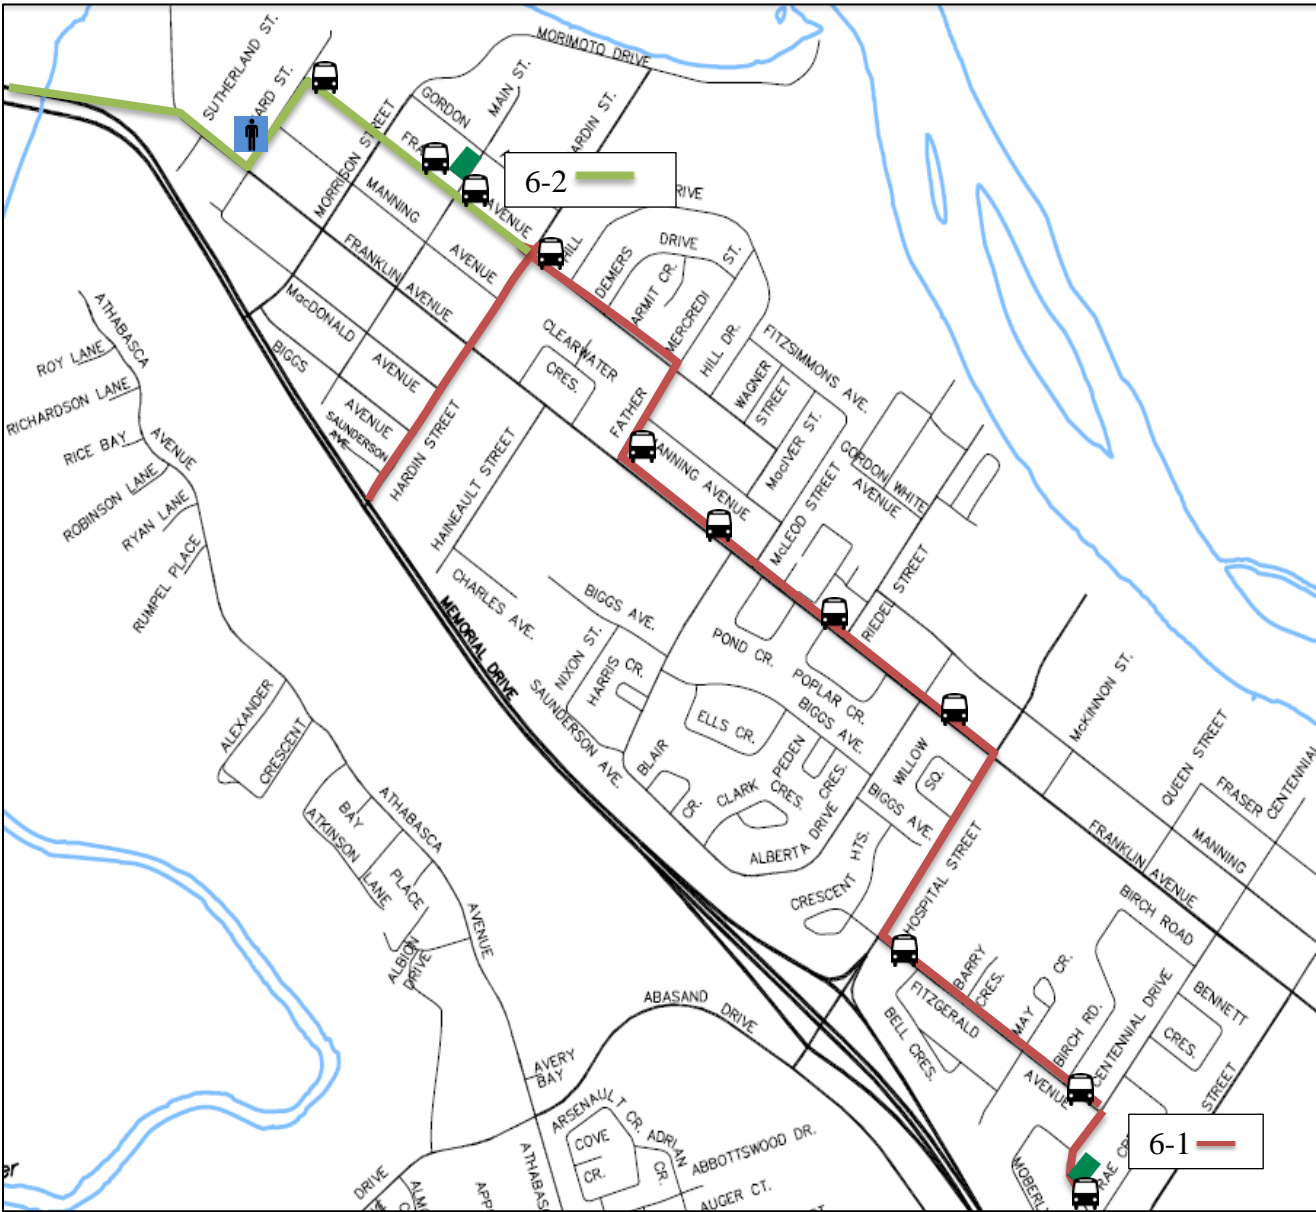 SUTHERLAND ST.
ARD ST.
MORIMOTO DRIVE
MAIN ST.
GORDON
FRA
MORRISON STREET
ARDIN ST.
6-2
RIVE
AVENUE
MANNING
AVENUE
HILL
DRIVE
DEMERS
ST.
ARMIT CR.
MERCREDI
FRANKLIN AVENUE
MacDONALD
AVENUE
BIGGS
AVENUE
SAUNDERSON
AVE.
HARDIN STREET
CLEARWATER
CRES.
FATHER
HILL DR.
FITZSIMMONS AVE.
WAGNER
STREET
MacIVER ST.
ATHABASCA
AVENUE
ROY LANE
RICHARDSON LANE
RICE BAY
ROBINSON LANE
RYAN LANE
RUMPEL PLACE
HAINEAULT STREET
ANNING AVENUE
McLEOD STREET
GORDON
AVENUE
WHITE
CHARLES AVE.
MEMORIAL DRIVE
BIGGS AVE.
NIXON ST.
HARRIS CR.
SAUNDERSON AVE.
POND CR.
POPLAR CR.
RIEDEL STREET
BIGGS AVE.
ELLS CR.
PEDEN
CRES.
BLAIR
CR.
CLARK CRES.
ALBERTA DRIVE
BIGGS AVE.
WILLOW
SQ.
McKINNON ST.
QUEEN STREET
FRASER
CENTENNIAL
MANNING
FRANKLIN AVENUE
ALEXANDER
CRESCENT
ATHABASCA
AVENUE
BAY
PLACE
ATKINSON
LANE
ALBION
DRIVE
CRESCENT HTS.
HOSPITAL STREET
BIRCH ROAD
BARRY
CRES.
FITZGERALD
AVENUE
BELL CRES.
MAY CR.
BIRCH RD.
CENTENNIAL DRIVE
BENNETT
CRES.
STREET
ABASAND DRIVE
AVERY
BAY
ARSENAULT CR.
COVE
CR.
ADRIAN
CR.
ABBOTTSWOOD DR.
AUGER CT.
6-1
MOBERLY
RAE CR
er
DRIVE
ALM
APP
ATHABAS